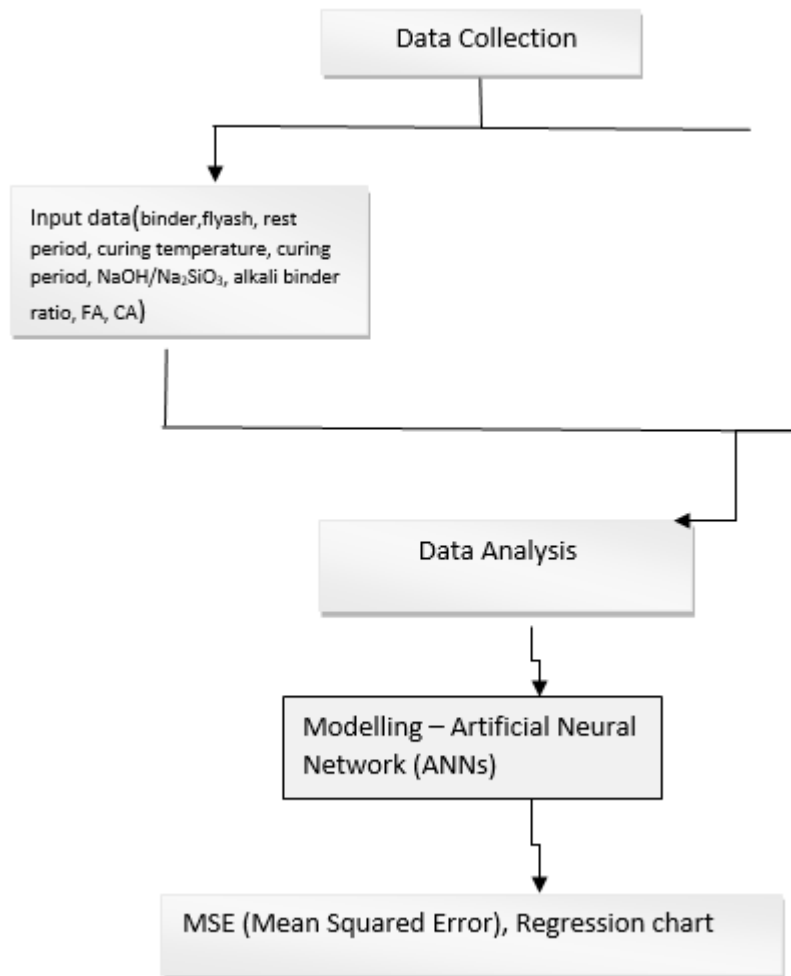 Data Collection
Input data(binder,flyash, rest
period, curing temperature, curing
period, NaOH/Na₂SiO₃, alkali binder
ratio, FA, CA)
Data Analysis
Modelling – Artificial Neural
Network (ANNs)
MSE (Mean Squared Error), Regression chart